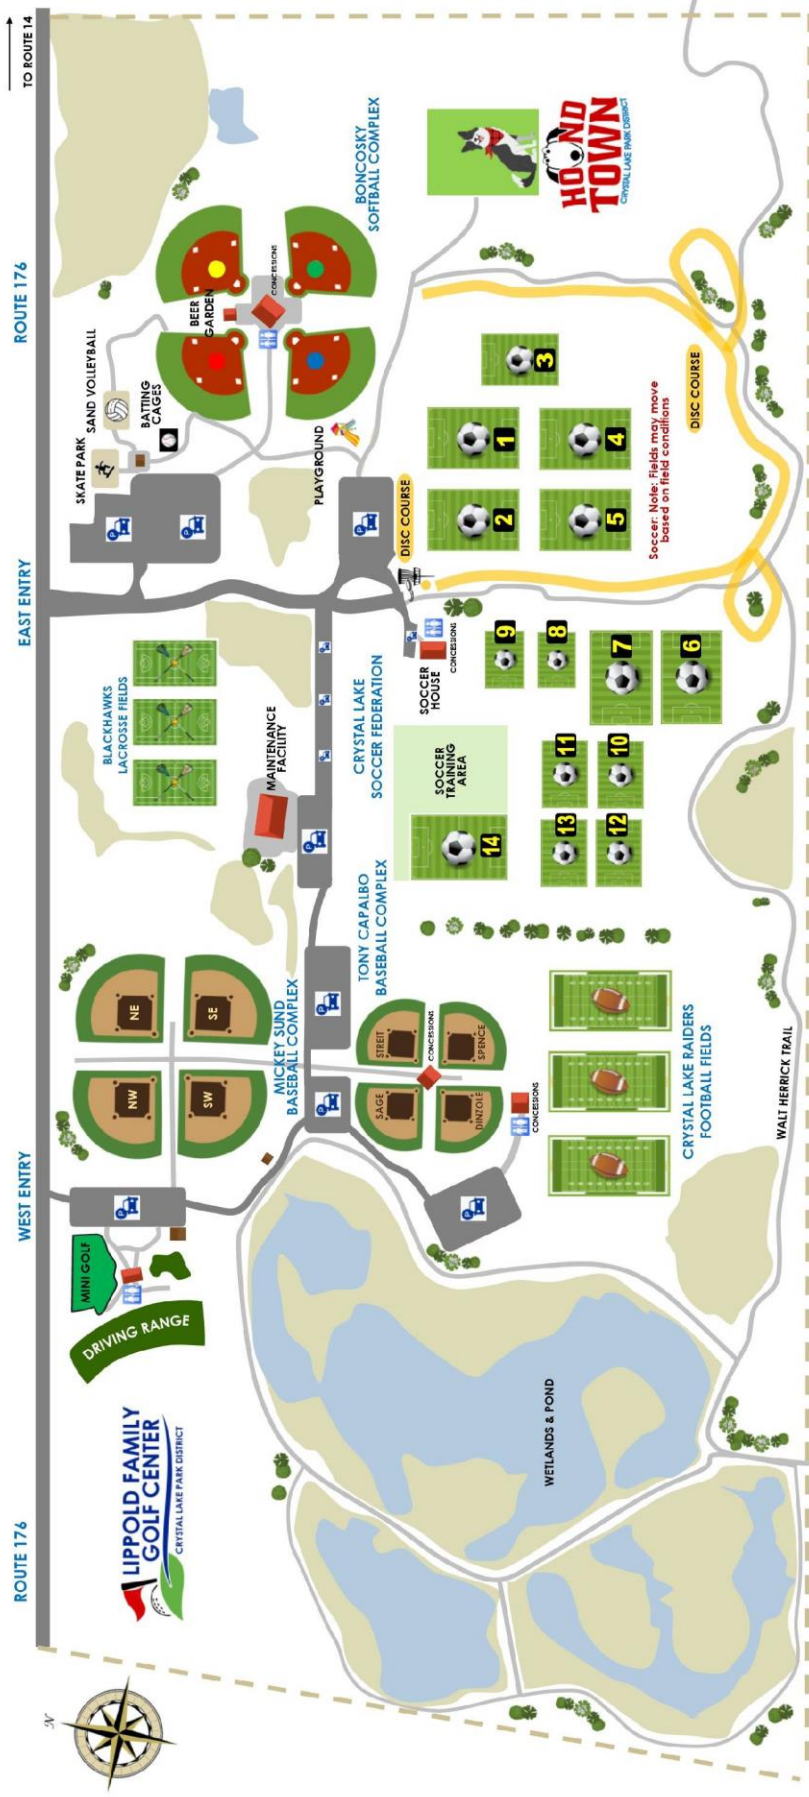 ROUTE 176
WEST ENTRY
EAST ENTRY
ROUTE 176
TO ROUTE 14
N
LIPPOLD FAMILY
GOLF CENTER
CRYSTAL LAKE PARK DISTRICT
DRIVING RANGE
MINI GOLF
P
NW
NE
SW
SE
MICKEY SUND
BASEBALL COMPLEX
P
P
P
BLACKHAWKS
LACROSSE FIELDS
MAINTENANCE
FACILITY
SKATE PARK
SAND VOLLEYBALL
BATTING
CAGES
P
P
BEER
GARDEN
CONCESSIONS
BONCOSKY
SOFTBALL COMPLEX
PLAYGROUND
P
DISC COURSE
HOUND
TOWN
CRYSTAL LAKE PARK DISTRICT
TONY CAPALBO
BASEBALL COMPLEX
SAGE
STREIT
DINZOLE
SPENCE
CONCESSIONS
CONCESSIONS
P
CRYSTAL LAKE
SOCCER FEDERATION
SOCCER
HOUSE
CONCESSIONS
SOCCER
TRAINING
AREA
14
13
11
12
10
9
8
7
6
2
1
3
5
4
Soccer: Note: Fields may move
based on field conditions
DISC COURSE
CRYSTAL LAKE RAIDERS
FOOTBALL FIELDS
WETLANDS & POND
WALT HERRICK TRAIL